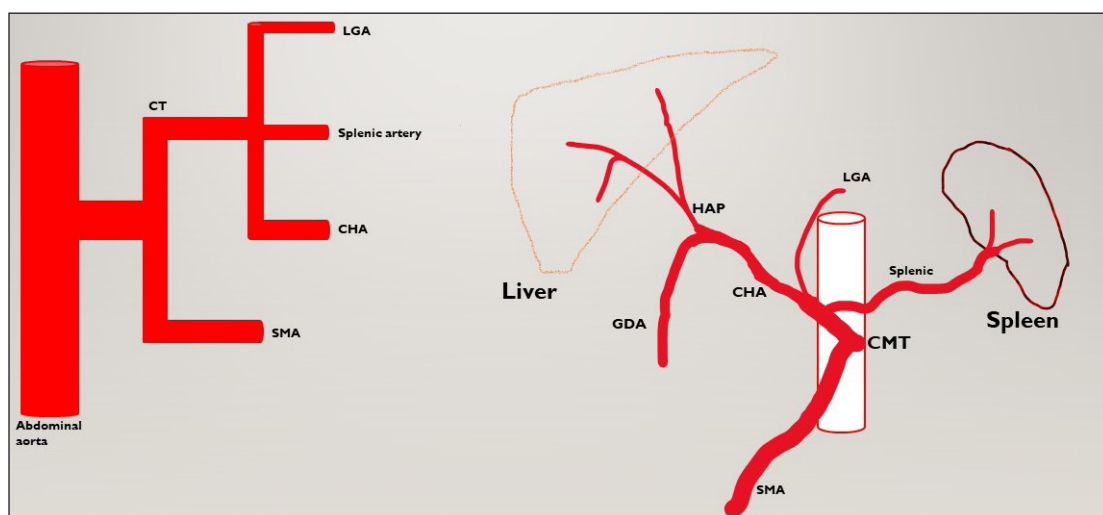 LGA
CT
Splenic artery
CHA
SMA
Abdominal
aorta
LGA
HAP
Splenic
Liver
CHA
GDA
Spleen
CMT
SMA